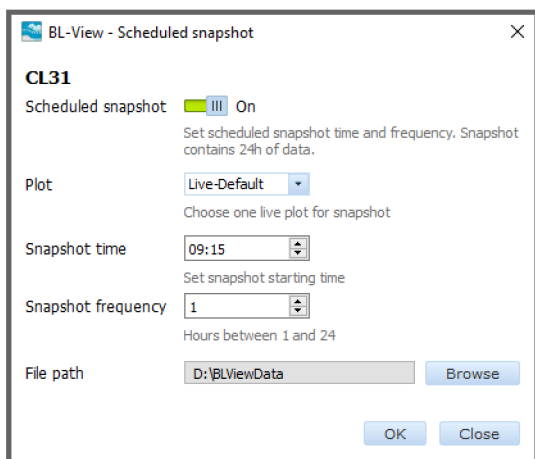 BL-View - Scheduled snapshot
CL31
Scheduled snapshot On
Set scheduled snapshot time and frequency. Snapshot
contains 24h of data.
Plot Live-Default
Choose one live plot for snapshot
Snapshot time 09:15
Set snapshot starting time
Snapshot frequency 1
Hours between 1 and 24
File path D:\BLViewData Browse
OK Close